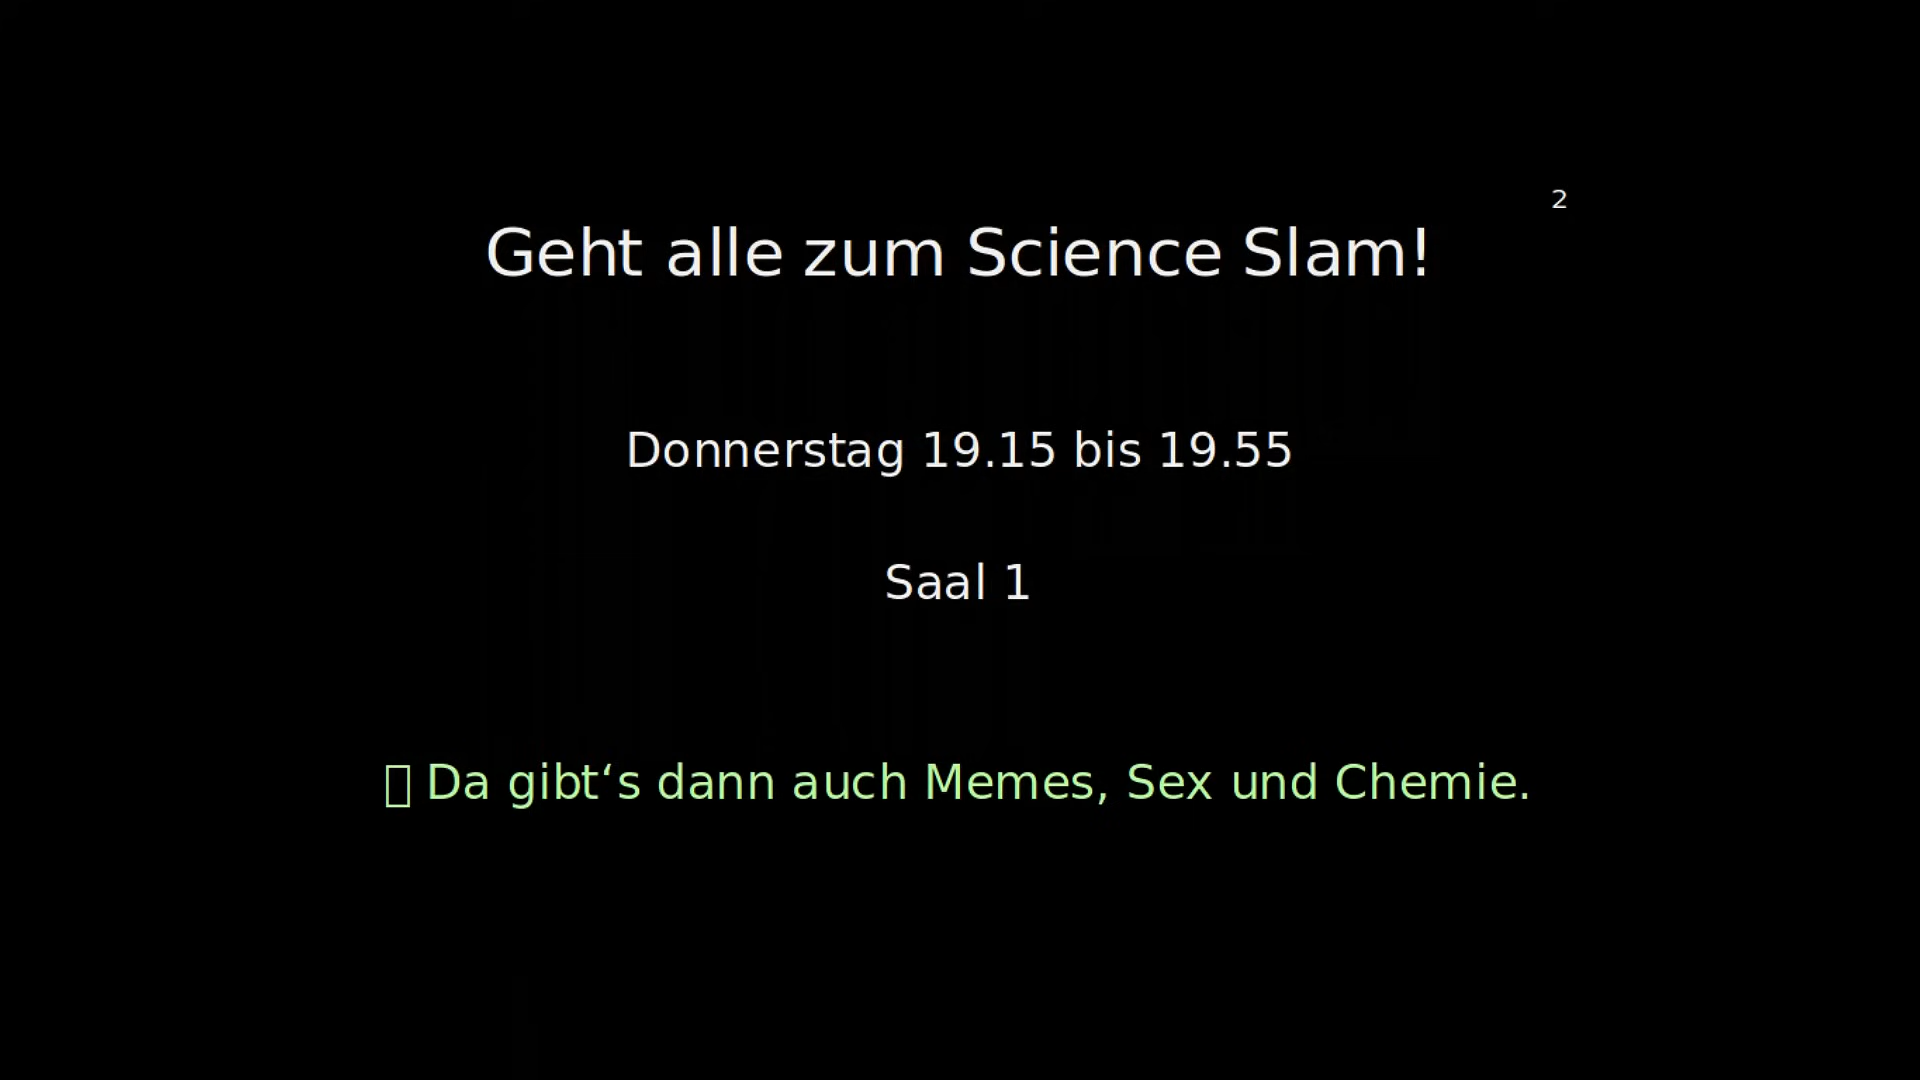 2
Geht alle zum Science Slam!
Donnerstag 19.15 bis 19.55
Saal 1
Da gibt‘s dann auch Memes, Sex und Chemie.